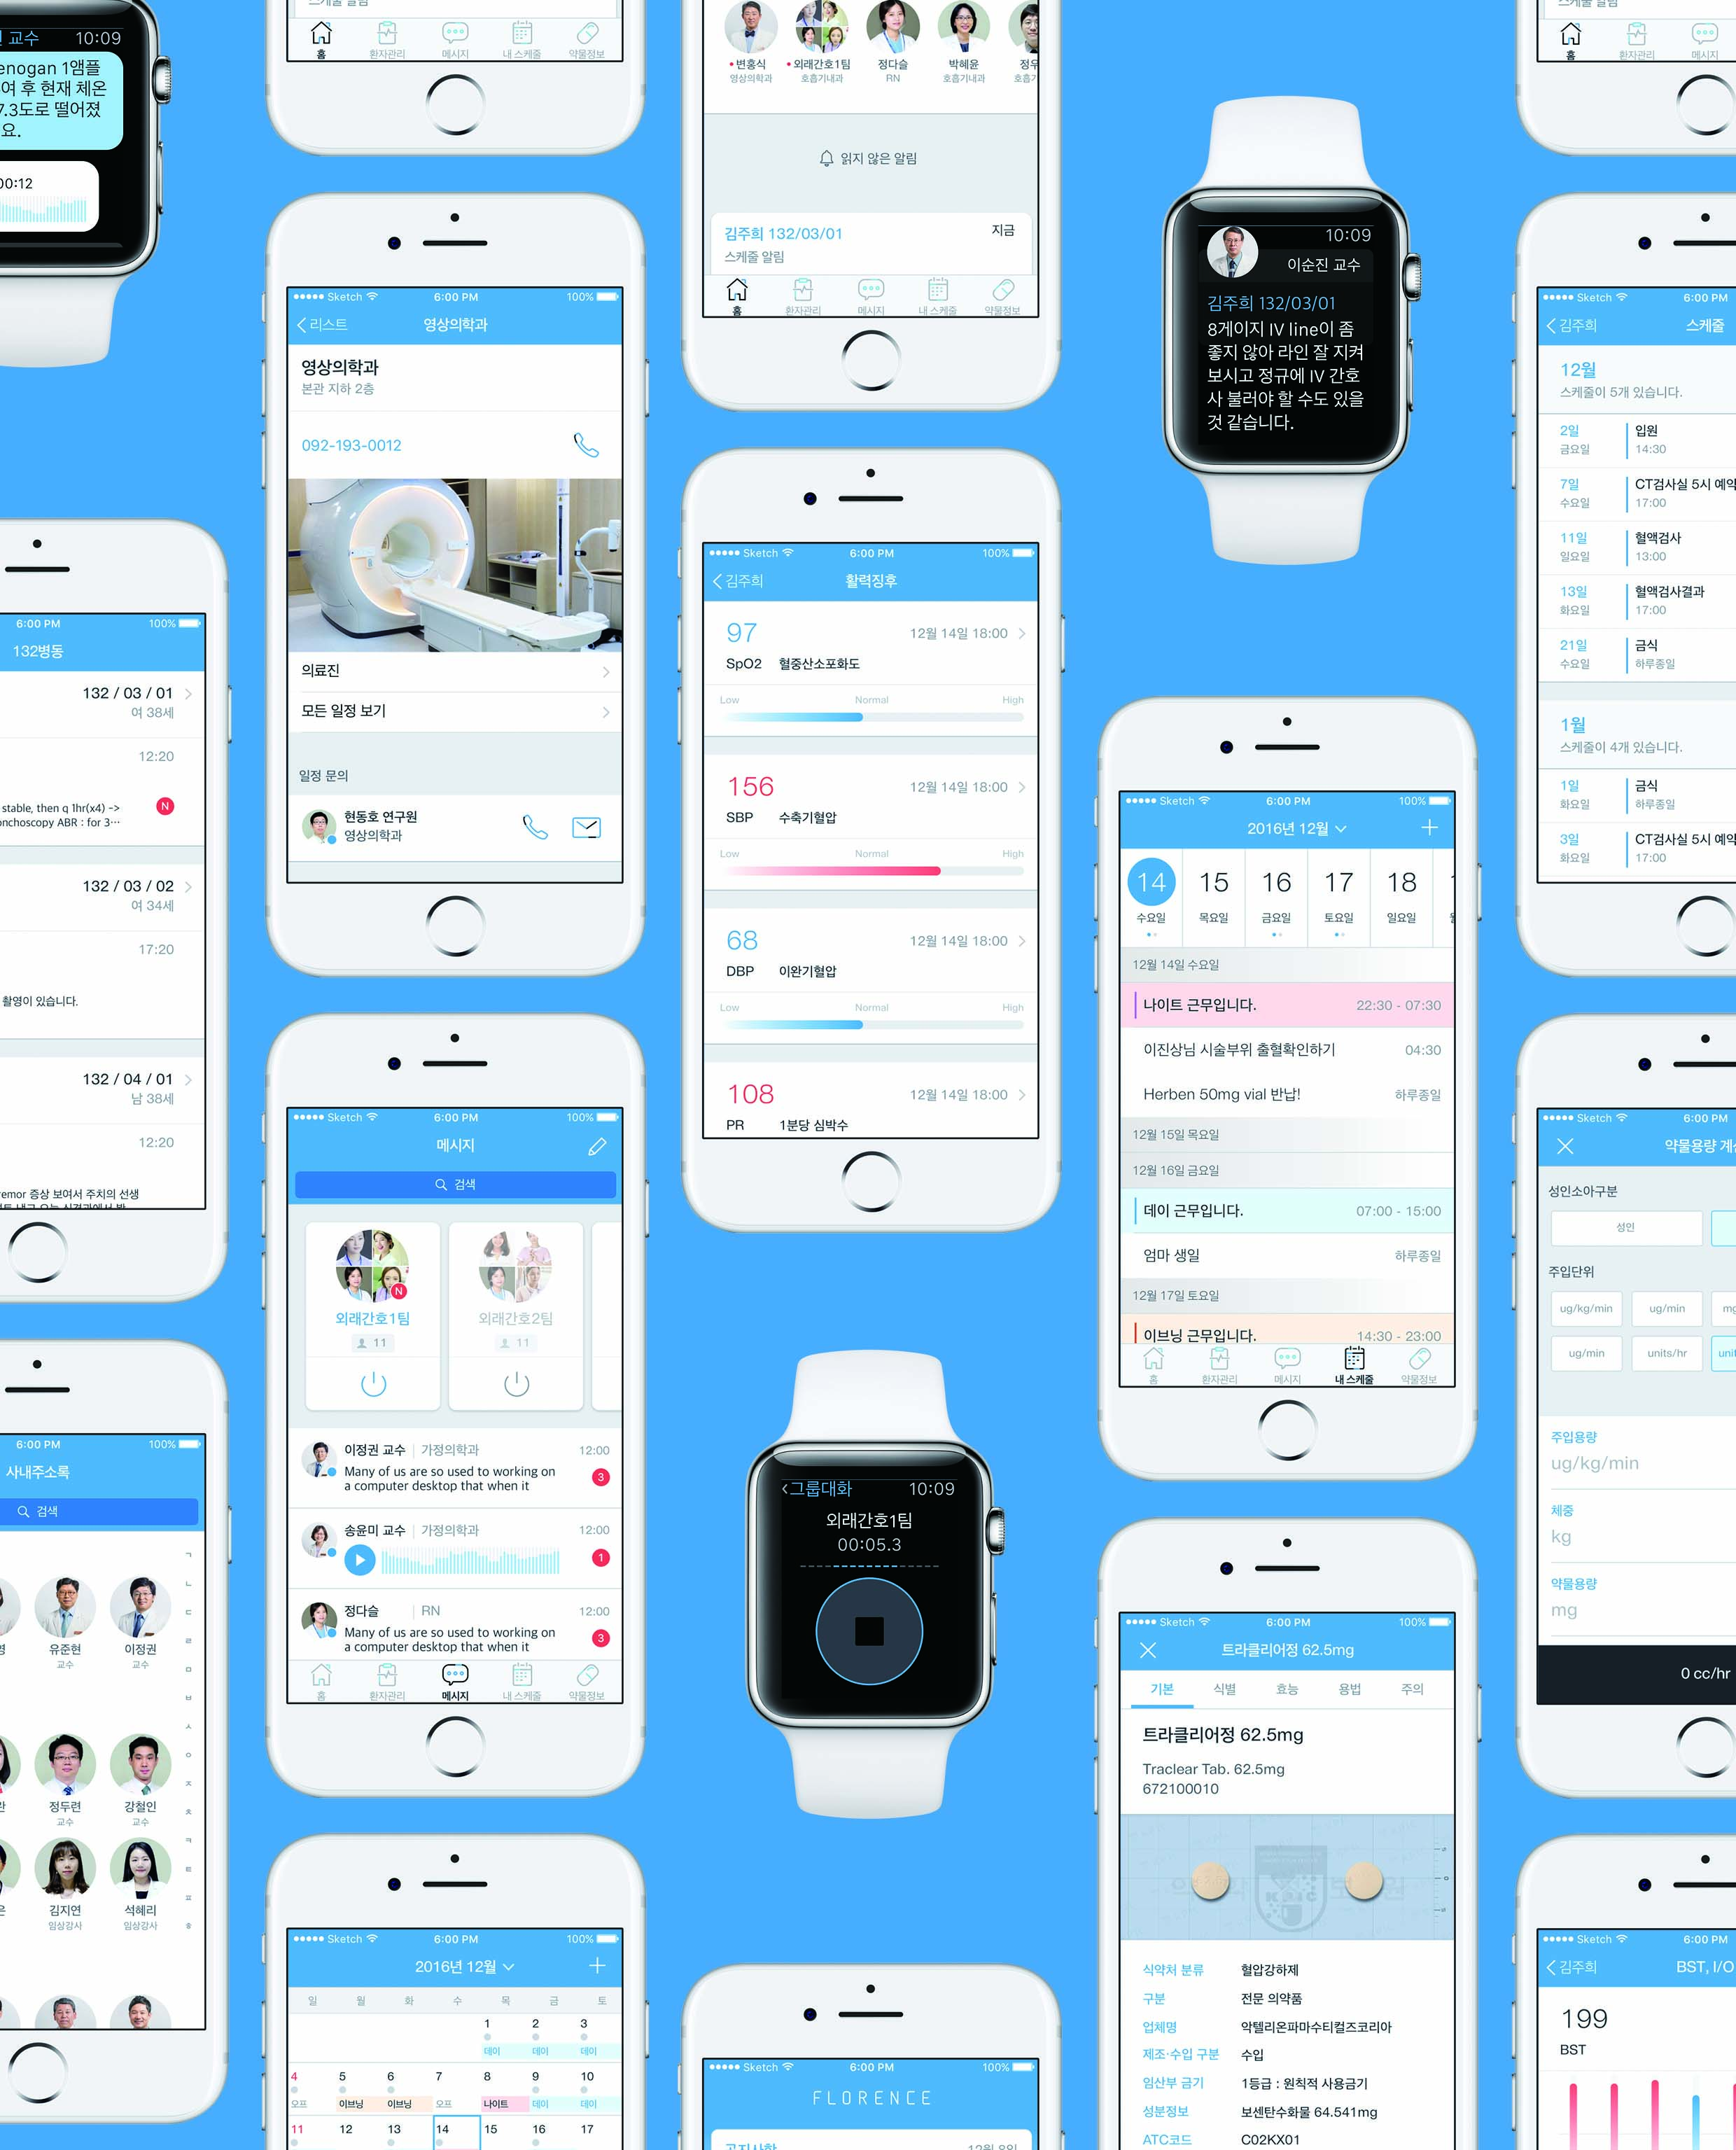 교수 10:09
enogan 1앰플
여 후 현재 체온
7.3도로 떨어졌
요.
00:12
6:00 PM 100%
132병동
132 / 03 / 01
여 38세
12:20
stable, then q 1hr(x4) ->
nchoscopy ABR : for 3···
N
132 / 03 / 02
여 34세
17:20
촬영이 있습니다.
132 / 04 / 01
남 38세
12:20
remor 증상 보여서 주치의 선생
6:00 PM 100%
사내주소록
검색
ㄱ
ㄴ
ㄷ
ㄹ
ㅁ
ㅂ
ㅅ
ㅇ
ㅈ
ㅊ
ㅋ
ㅌ
ㅍ
ㅎ
유준현 이정권
교수 교수
정두련 강철인
교수 교수
김지연 석혜리
임상강사 임상강사
스케줄 알림
홈 환자관리 메시지 내 스케줄 약물정보
Sketch 6:00 PM 100%
리스트 영상의학과
영상의학과
본관 지하 2층
092-193-0012
의료진
모든 일정 보기
일정 문의
현동호 연구원
영상의학과
Sketch 6:00 PM 100%
메시지
검색
N
외래간호1팀 외래간호2팀
11 11
이정권 교수 가정의학과 12:00
Many of us are so used to working on
a computer desktop that when it
3
송윤미 교수 가정의학과 12:00
1
정다슬 RN 12:00
Many of us are so used to working on
a computer desktop that when it
3
홈 환자관리 메시지 내 스케줄 약물정보
Sketch 6:00 PM 100%
2016년 12월
일 월 화 수 목 금 토
1 2 3
데이 데이 데이
4 5 6 7 8 9 10
오프 이브닝 이브닝 오프 나이트 데이 데이
11 12 13 14 15 16 17
변홍식 외래간호1팀 정다슬 박혜윤 정우
영상의학과 호흡기내과 RN 호흡기내과 호흡기
읽지 않은 알림
김주희 132/03/01 지금
스케줄 알림
홈 환자관리 메시지 내 스케줄 약물정보
Sketch 6:00 PM 100%
김주희 활력징후
97 12월 14일 18:00
SpO2 혈중산소포화도
Low Normal High
156 12월 14일 18:00
SBP 수축기혈압
Low Normal High
68 12월 14일 18:00
DBP 이완기혈압
Low Normal High
108 12월 14일 18:00
PR 1분당 심박수
그룹대화 10:09
외래간호1팀
00:05.3
Sketch 6:00 PM 100%
FLORENCE
공지사항 12월 8일
10:09
이순진 교수
김주희 132/03/01
8게이지 IV line이 좀
좋지 않아 라인 잘 지켜
보시고 정규에 IV 간호
사 불러야 할 수도 있을
것 같습니다.
Sketch 6:00 PM 100%
2016년 12월
14 15 16 17 18
수요일 목요일 금요일 토요일 일요일
12월 14일 수요일
나이트 근무입니다. 22:30 - 07:30
이진상님 시술부위 출혈확인하기 04:30
Herben 50mg vial 반납! 하루종일
12월 15일 목요일
12월 16일 금요일
데이 근무입니다. 07:00 - 15:00
엄마 생일 하루종일
12월 17일 토요일
이브닝 근무입니다. 14:30 - 23:00
홈 환자관리 메시지 내 스케줄 약물정보
Sketch 6:00 PM 100%
트라클리어정 62.5mg
기본 식별 효능 용법 주의
트라클리어정 62.5mg
Traclear Tab. 62.5mg
672100010
KPIC
식약처 분류 혈압강하제
구분 전문 의약품
업체명 악텔리온파마수티컬즈코리아
제조·수입 구분 수입
임산부 금기 1등급 : 원칙적 사용금기
성분정보 보센탄수화물 64.541mg
ATC코드 C02KX01
스케줄 알림
홈 환자관리 메시지
Sketch 6:00 PM
김주희 스케줄
12월
스케줄이 5개 있습니다.
2일 입원
금요일 14:30
7일 CT검사실 5시 예약
수요일 17:00
11일 혈액검사
일요일 13:00
13일 혈액검사결과
화요일 17:00
21일 금식
수요일 하루종일
1월
스케줄이 4개 있습니다.
1일 금식
화요일 하루종일
3일 CT검사실 5시 예약
화요일 17:00
Sketch 6:00 PM
약물용량 계산
성인소아구분
성인
주입단위
ug/kg/min ug/min mg
ug/min units/hr unit
주입용량
ug/kg/min
체중
kg
약물용량
mg
0 cc/hr
Sketch 6:00 PM
김주희 BST, I/O
199
BST